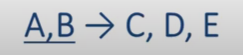 A,B → C, D, E